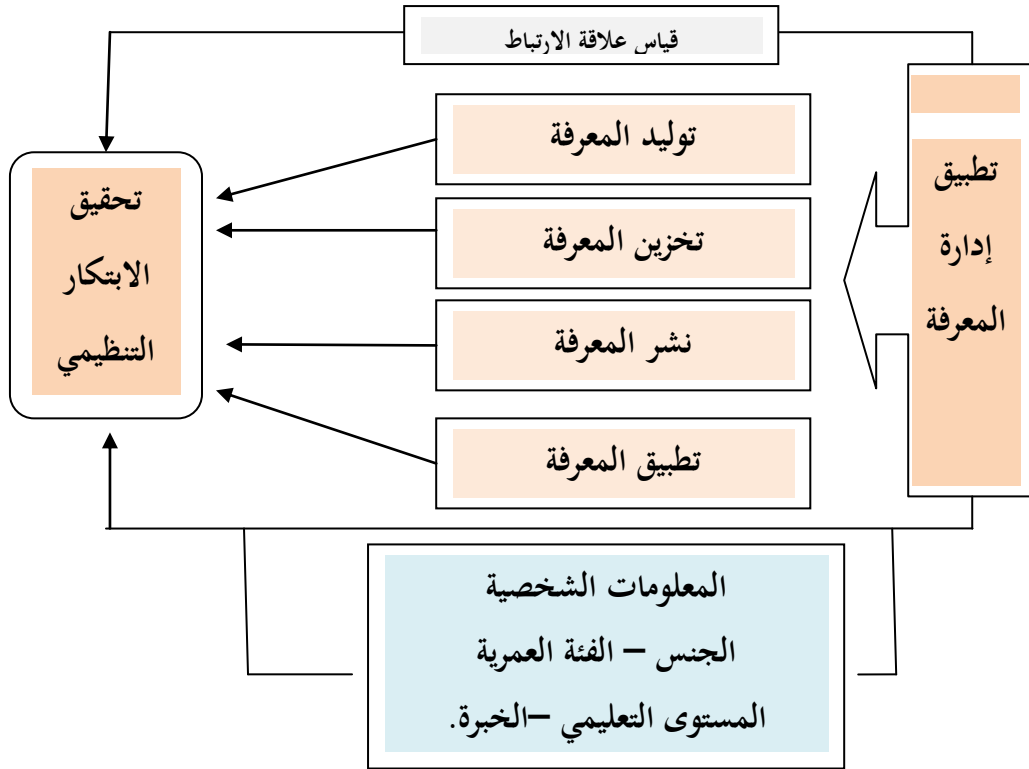 قياس علاقة الارتباط
تطبيق
إدارة
المعرفة
توليد المعرفة
تخزين المعرفة
نشر المعرفة
تطبيق المعرفة
تحقيق
الابتكار
التنظيمي
المعلومات الشخصية
الجنس – الفئة العمرية
المستوى التعليمي –الخبرة.